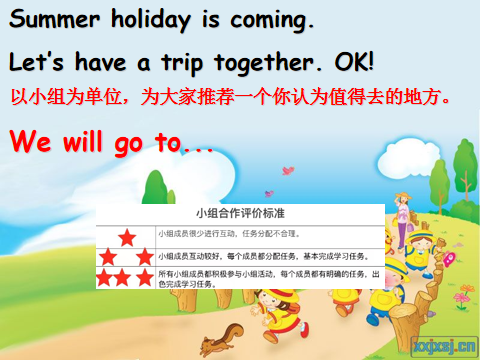 Summer holiday is coming.
Let's have a trip together. OK!
以小组为单位，为大家推荐一个你认为值得去的地方。
We will go to...
小组合作评价标准
小组成员很少进行互动，任务分配不合理。
小组成员互动较好，每个成员都分配任务，基本完成学习任务。
所有小组成员都积极参与小组活动，每个成员都有明确的任务，出
色完成学习任务。
xxjxsj.cn